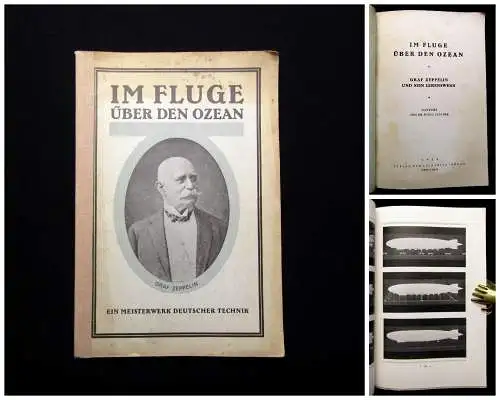 IM FLUGE
ÜBER DEN OZEAN
GRAF ZEPPELIN
EIN MEISTERWERK DEUTSCHER TECHNIK
IM FLUGE
ÜBER DEN OZEAN
GRAF ZEPPELIN
UND SEIN LEBENSWERK